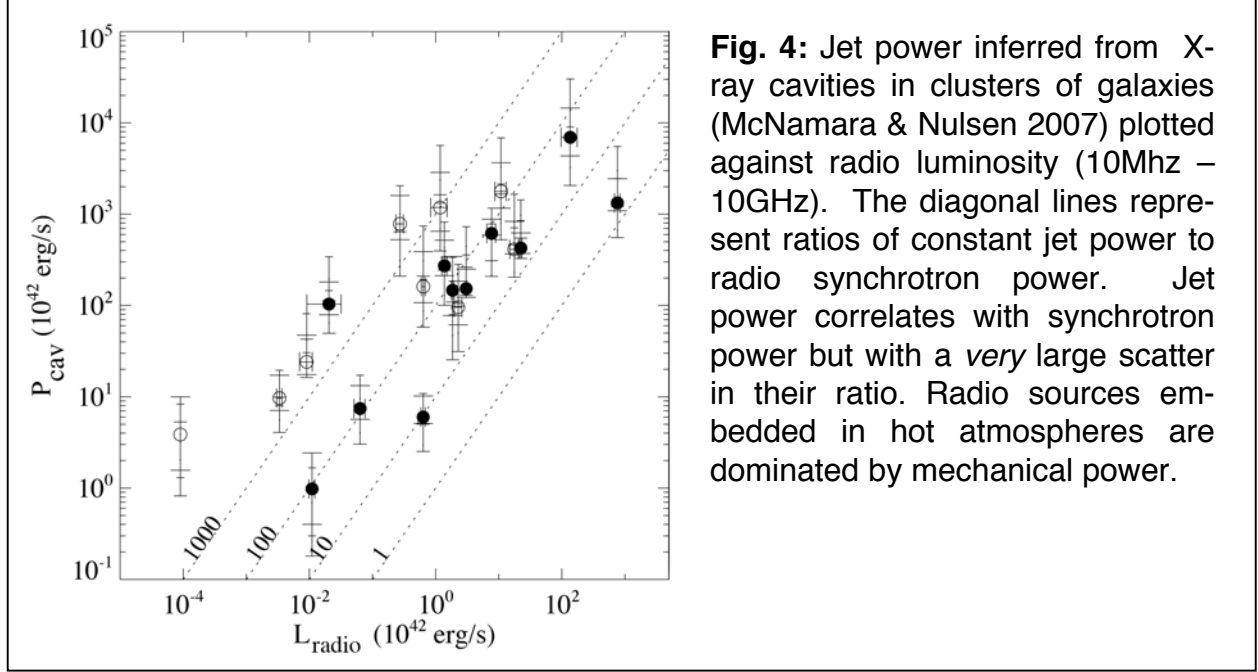 10^5
10^4
10^3
10^2
10^1
10^0
10^-1
P_cav (10^42 erg/s)
1000
100
10
1
10^-4
10^-2
10^0
10^2
L_radio (10^42 erg/s)
Fig. 4: Jet power inferred from X-
ray cavities in clusters of galaxies
(McNamara & Nulsen 2007) plotted
against radio luminosity (10Mhz –
10GHz). The diagonal lines repre-
sent ratios of constant jet power to
radio synchrotron power. Jet
power correlates with synchrotron
power but with a very large scatter
in their ratio. Radio sources em-
bedded in hot atmospheres are
dominated by mechanical power.